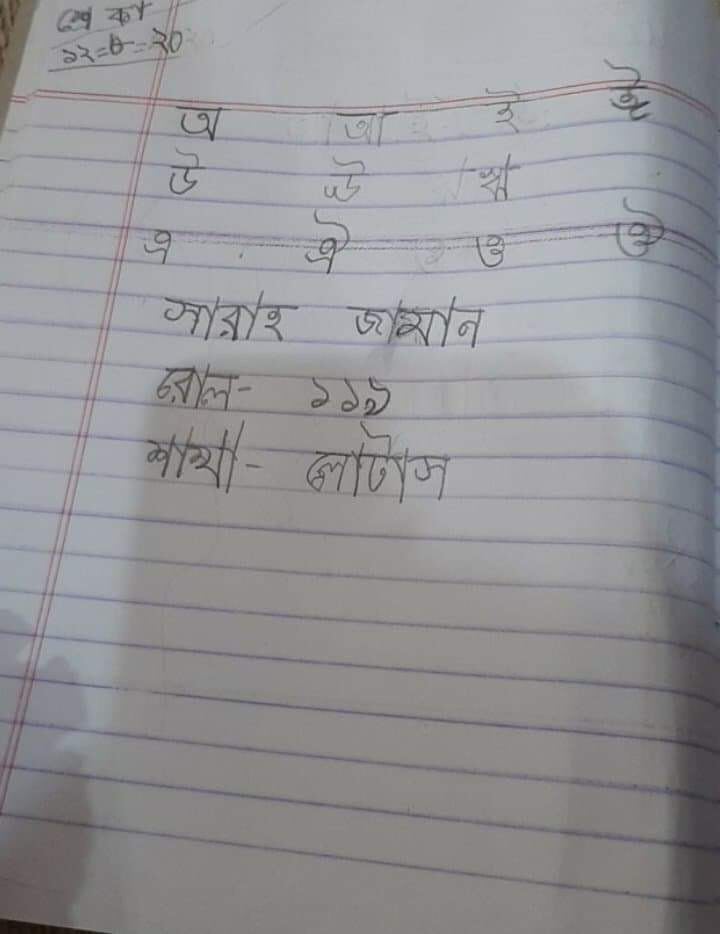 শ্রে কা
১২=৮=২০
অ আ ই ঈ
উ ঊ ঋ
এ ঐ ও ঔ
সারাহ জামান
রোল- ১১৯
শাখা- লোটাস